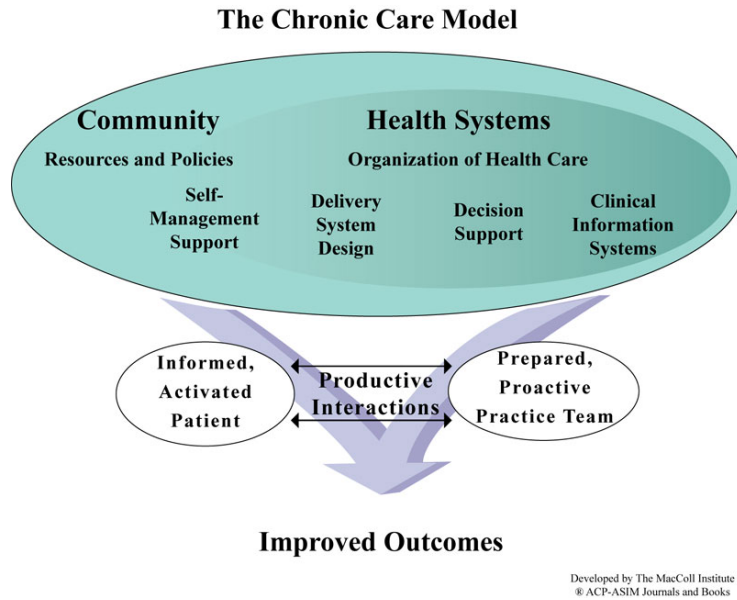 The Chronic Care Model
Community
Resources and Policies
Health Systems
Organization of Health Care
Self-
Management
Support
Delivery
System
Design
Decision
Support
Clinical
Information
Systems
Informed,
Activated
Patient
Productive
Interactions
Prepared,
Proactive
Practice Team
Improved Outcomes
Developed by The MacColl Institute
® ACP-ASIM Journals and Books